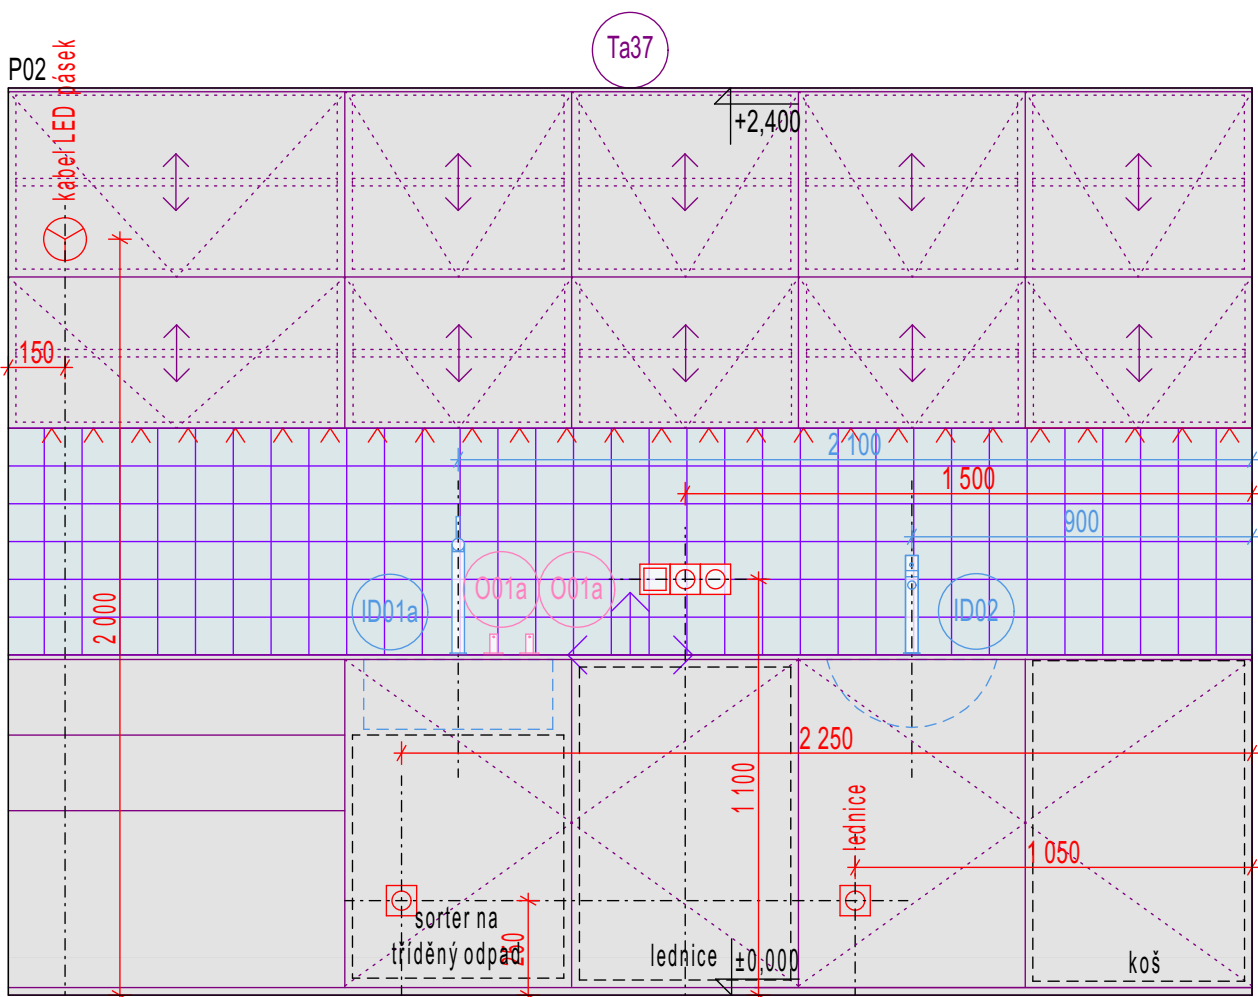 Ta37
P02
kabel LED pásek
+2,400
150
2 100
1 500
900
2 000
ID01a
O01a
O01a
ID02
2 250
1 100
lednice
1 050
sorter na
tříděný odpad
lednice
±0,000
koš